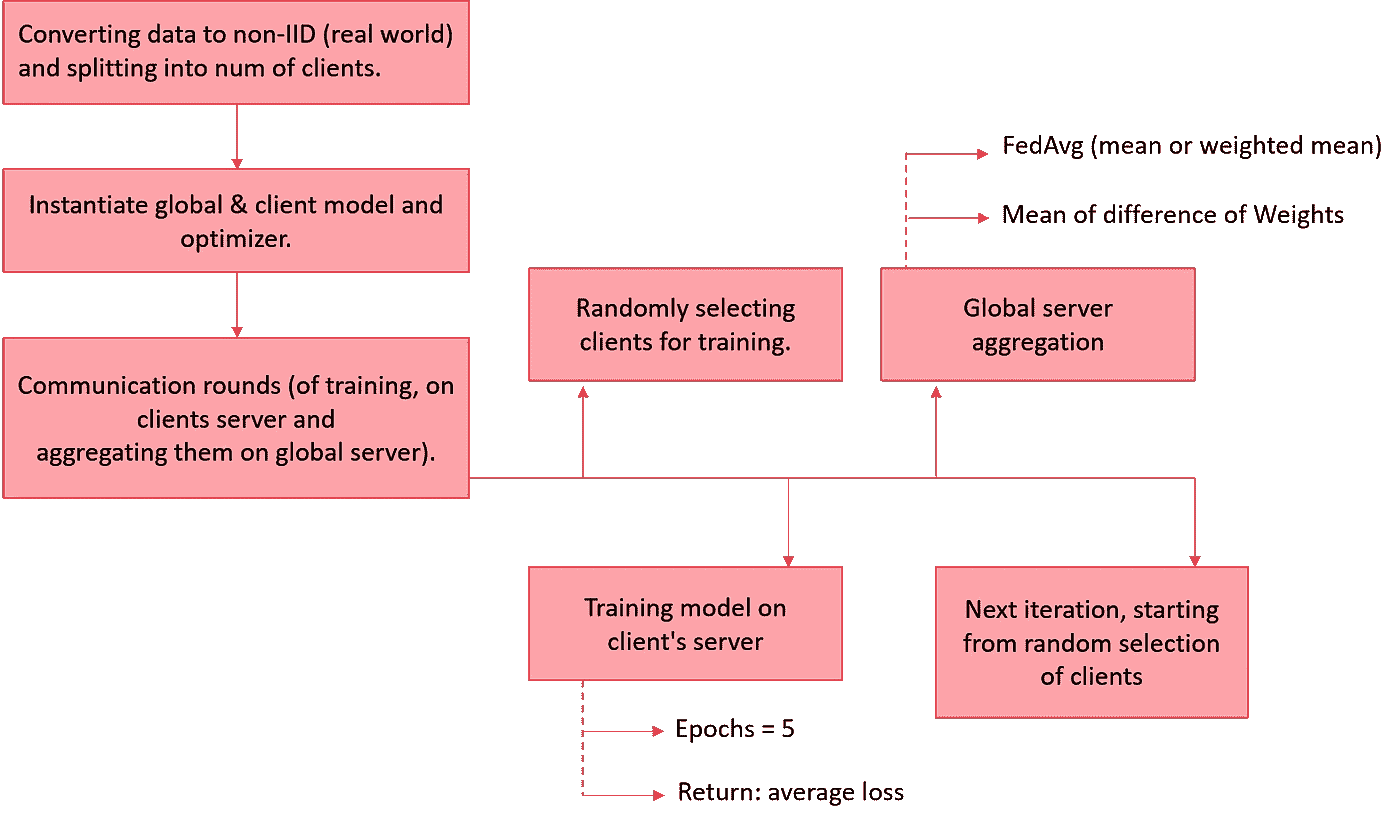 Converting data to non-IID (real world)
and splitting into num of clients.
Instantiate global & client model and
optimizer.
Communication rounds (of training, on
clients server and
aggregating them on global server).
Randomly selecting
clients for training.
FedAvg (mean or weighted mean)
Mean of difference of Weights
Global server
aggregation
Training model on
client's server
Epochs = 5
Return: average loss
Next iteration, starting
from random selection
of clients